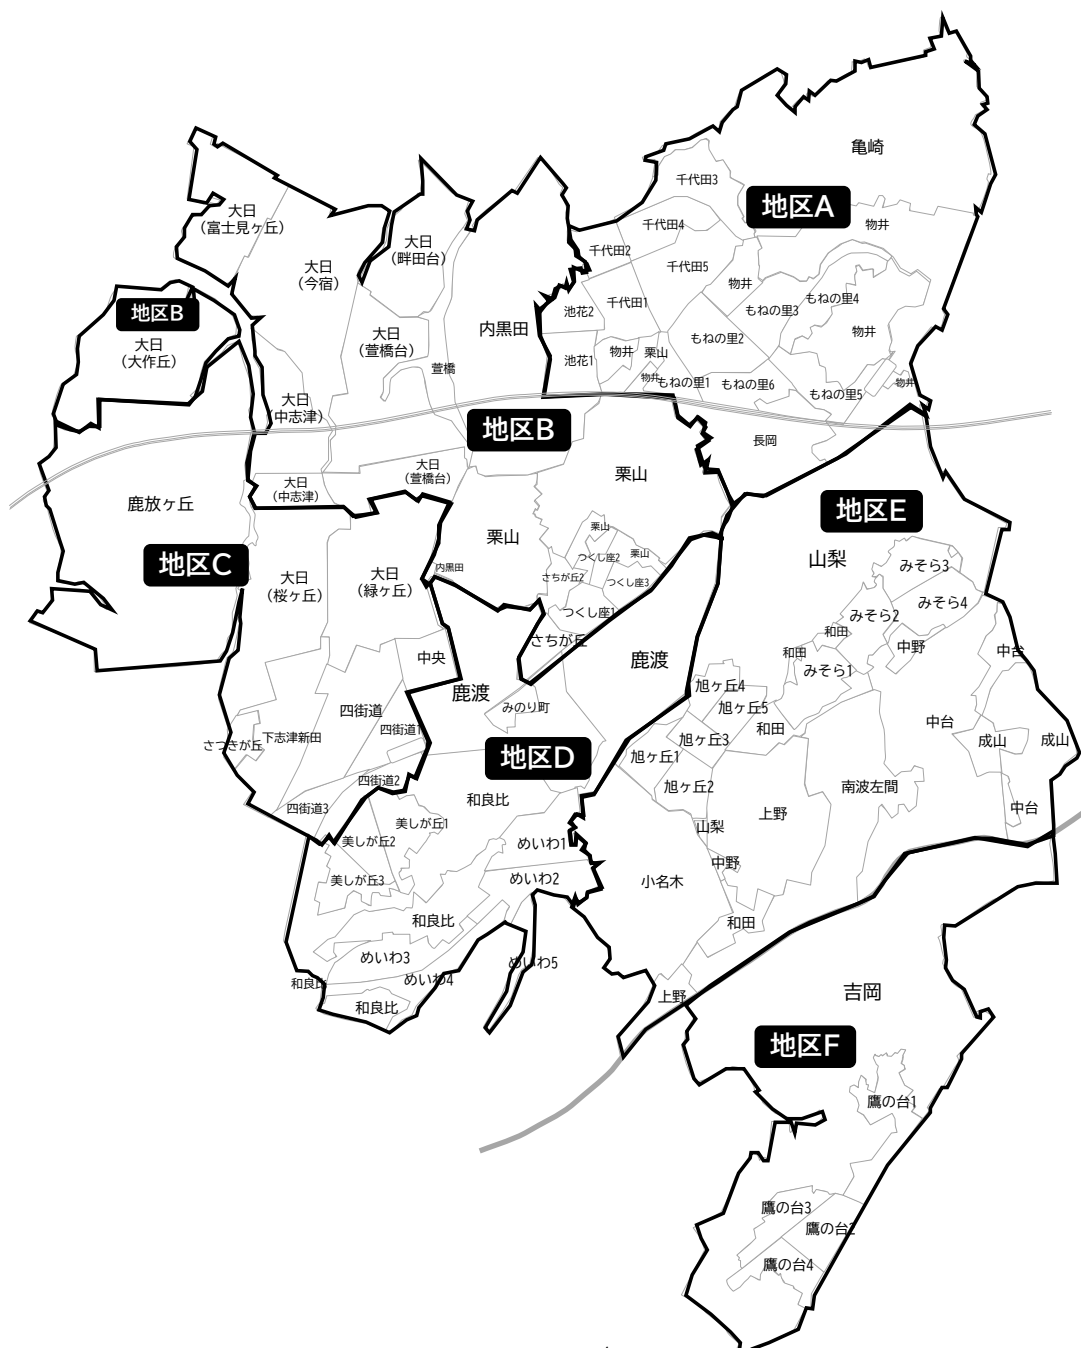 亀崎
千代田3
地区A
大日
（富士見ヶ丘）
千代田4
物井
大日
（畔田台）
千代田2
千代田5
大日
（今宿）
物井
もねの里4
千代田1
もねの里3
池花2
地区B
内黒田
物井
もねの里2
大日
（萱橋台）
大日
（大作丘）
物井
栗山
池花1
萱橋
物井
もねの里1
もねの里6
物井
もねの里5
大日
（中志津）
地区B
長岡
大日
（萱橋台）
栗山
大日
（中志津）
鹿放ヶ丘
地区E
栗山
栗山
山梨
つくし座2
栗山
地区C
内黒田
みそら3
さちが丘2
つくし座3
大日
（桜ヶ丘）
大日
（緑ヶ丘）
みそら4
つくし座1
みそら2
和田
さちが丘
中野
中台
和田
中央
鹿渡
みそら1
旭ヶ丘4
鹿渡
みのり町
旭ヶ丘5
四街道
和田
中台
四街道1
下志津新田
さつきが丘
旭ヶ丘3
成山
成山
地区D
旭ヶ丘1
四街道2
旭ヶ丘2
南波左間
和良比
四街道3
上野
中台
美しが丘1
山梨
美しが丘2
めいわ1
中野
めいわ2
美しが丘3
小名木
和良比
和田
めいわ3
めいわ5
和良比
めいわ4
吉岡
上野
和良比
地区F
鷹の台1
鷹の台3
鷹の台2
鷹の台4